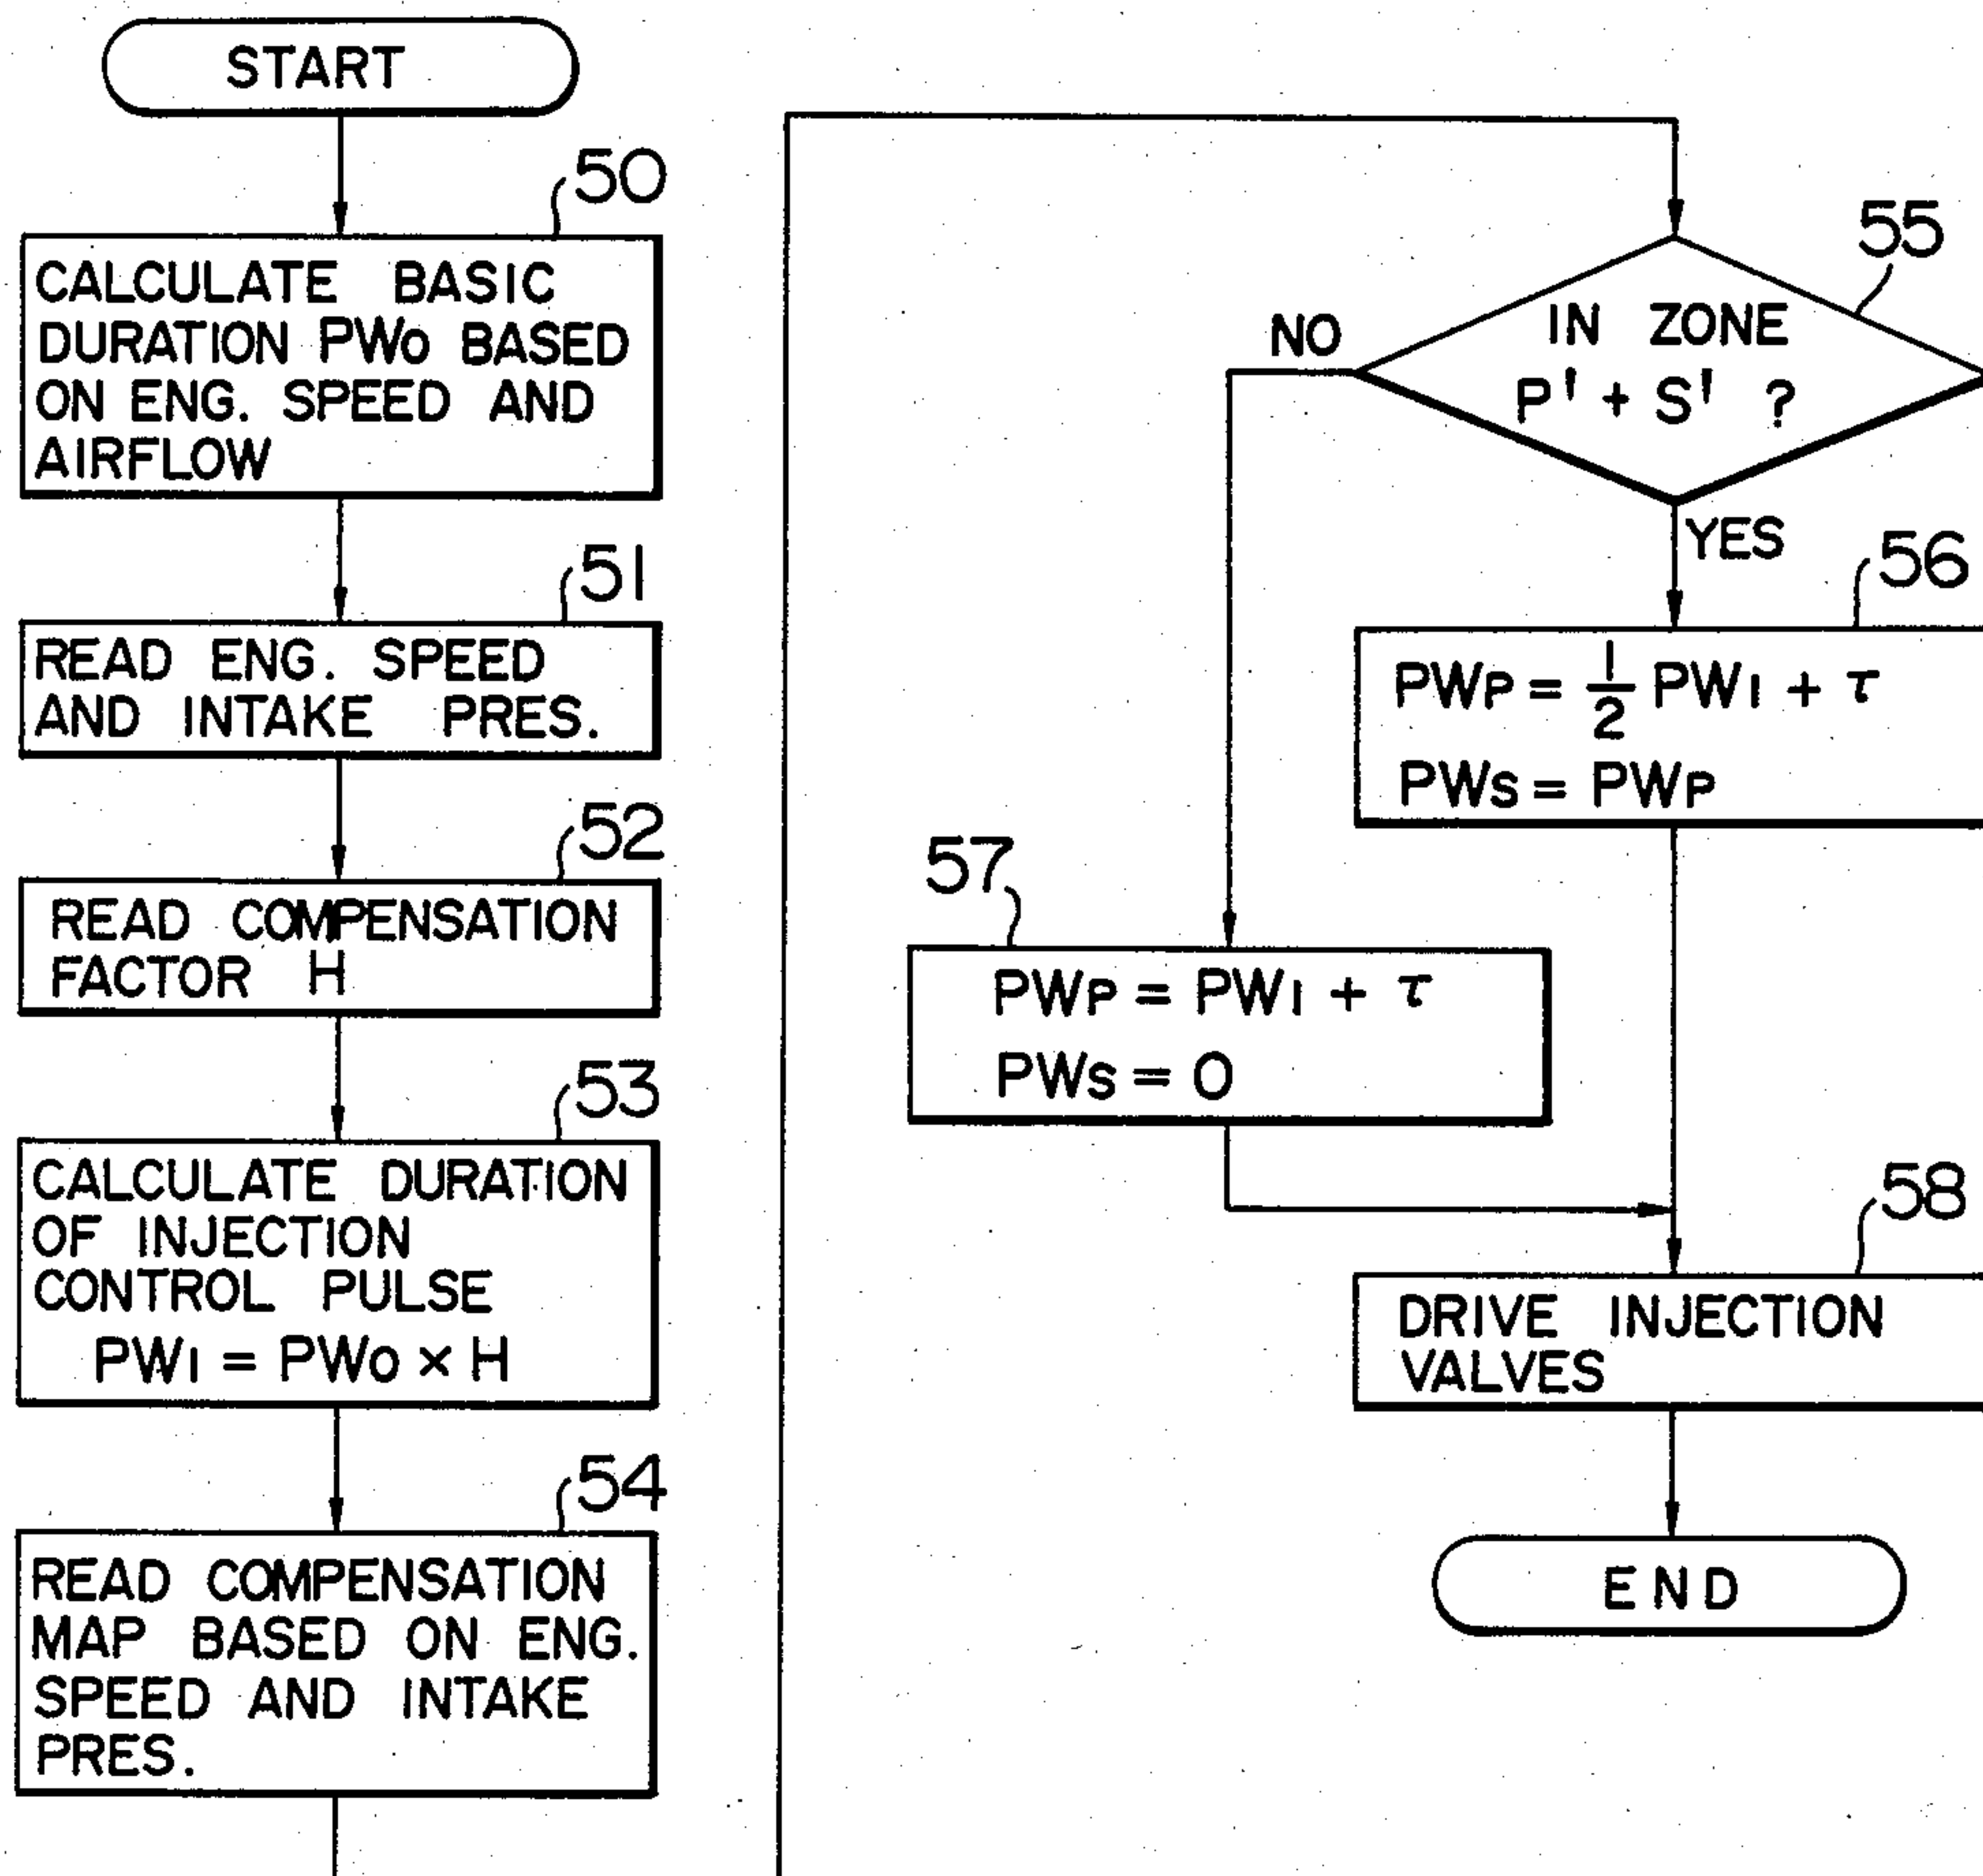 START
50
CALCULATE BASIC
DURATION PWo BASED
ON ENG. SPEED AND
AIRFLOW
51
READ ENG. SPEED
AND INTAKE PRES.
52
READ COMPENSATION
FACTOR H
53
CALCULATE DURATION
OF INJECTION
CONTROL PULSE
PWI = PWo × H
54
READ COMPENSATION
MAP BASED ON ENG.
SPEED AND INTAKE
PRES.
55
IN ZONE
P' + S' ?
NO
YES
56
PWP = 1/2 PWI + τ
PWS = PWP
57
PWP = PWI + τ
PWS = 0
58
DRIVE INJECTION
VALVES
END